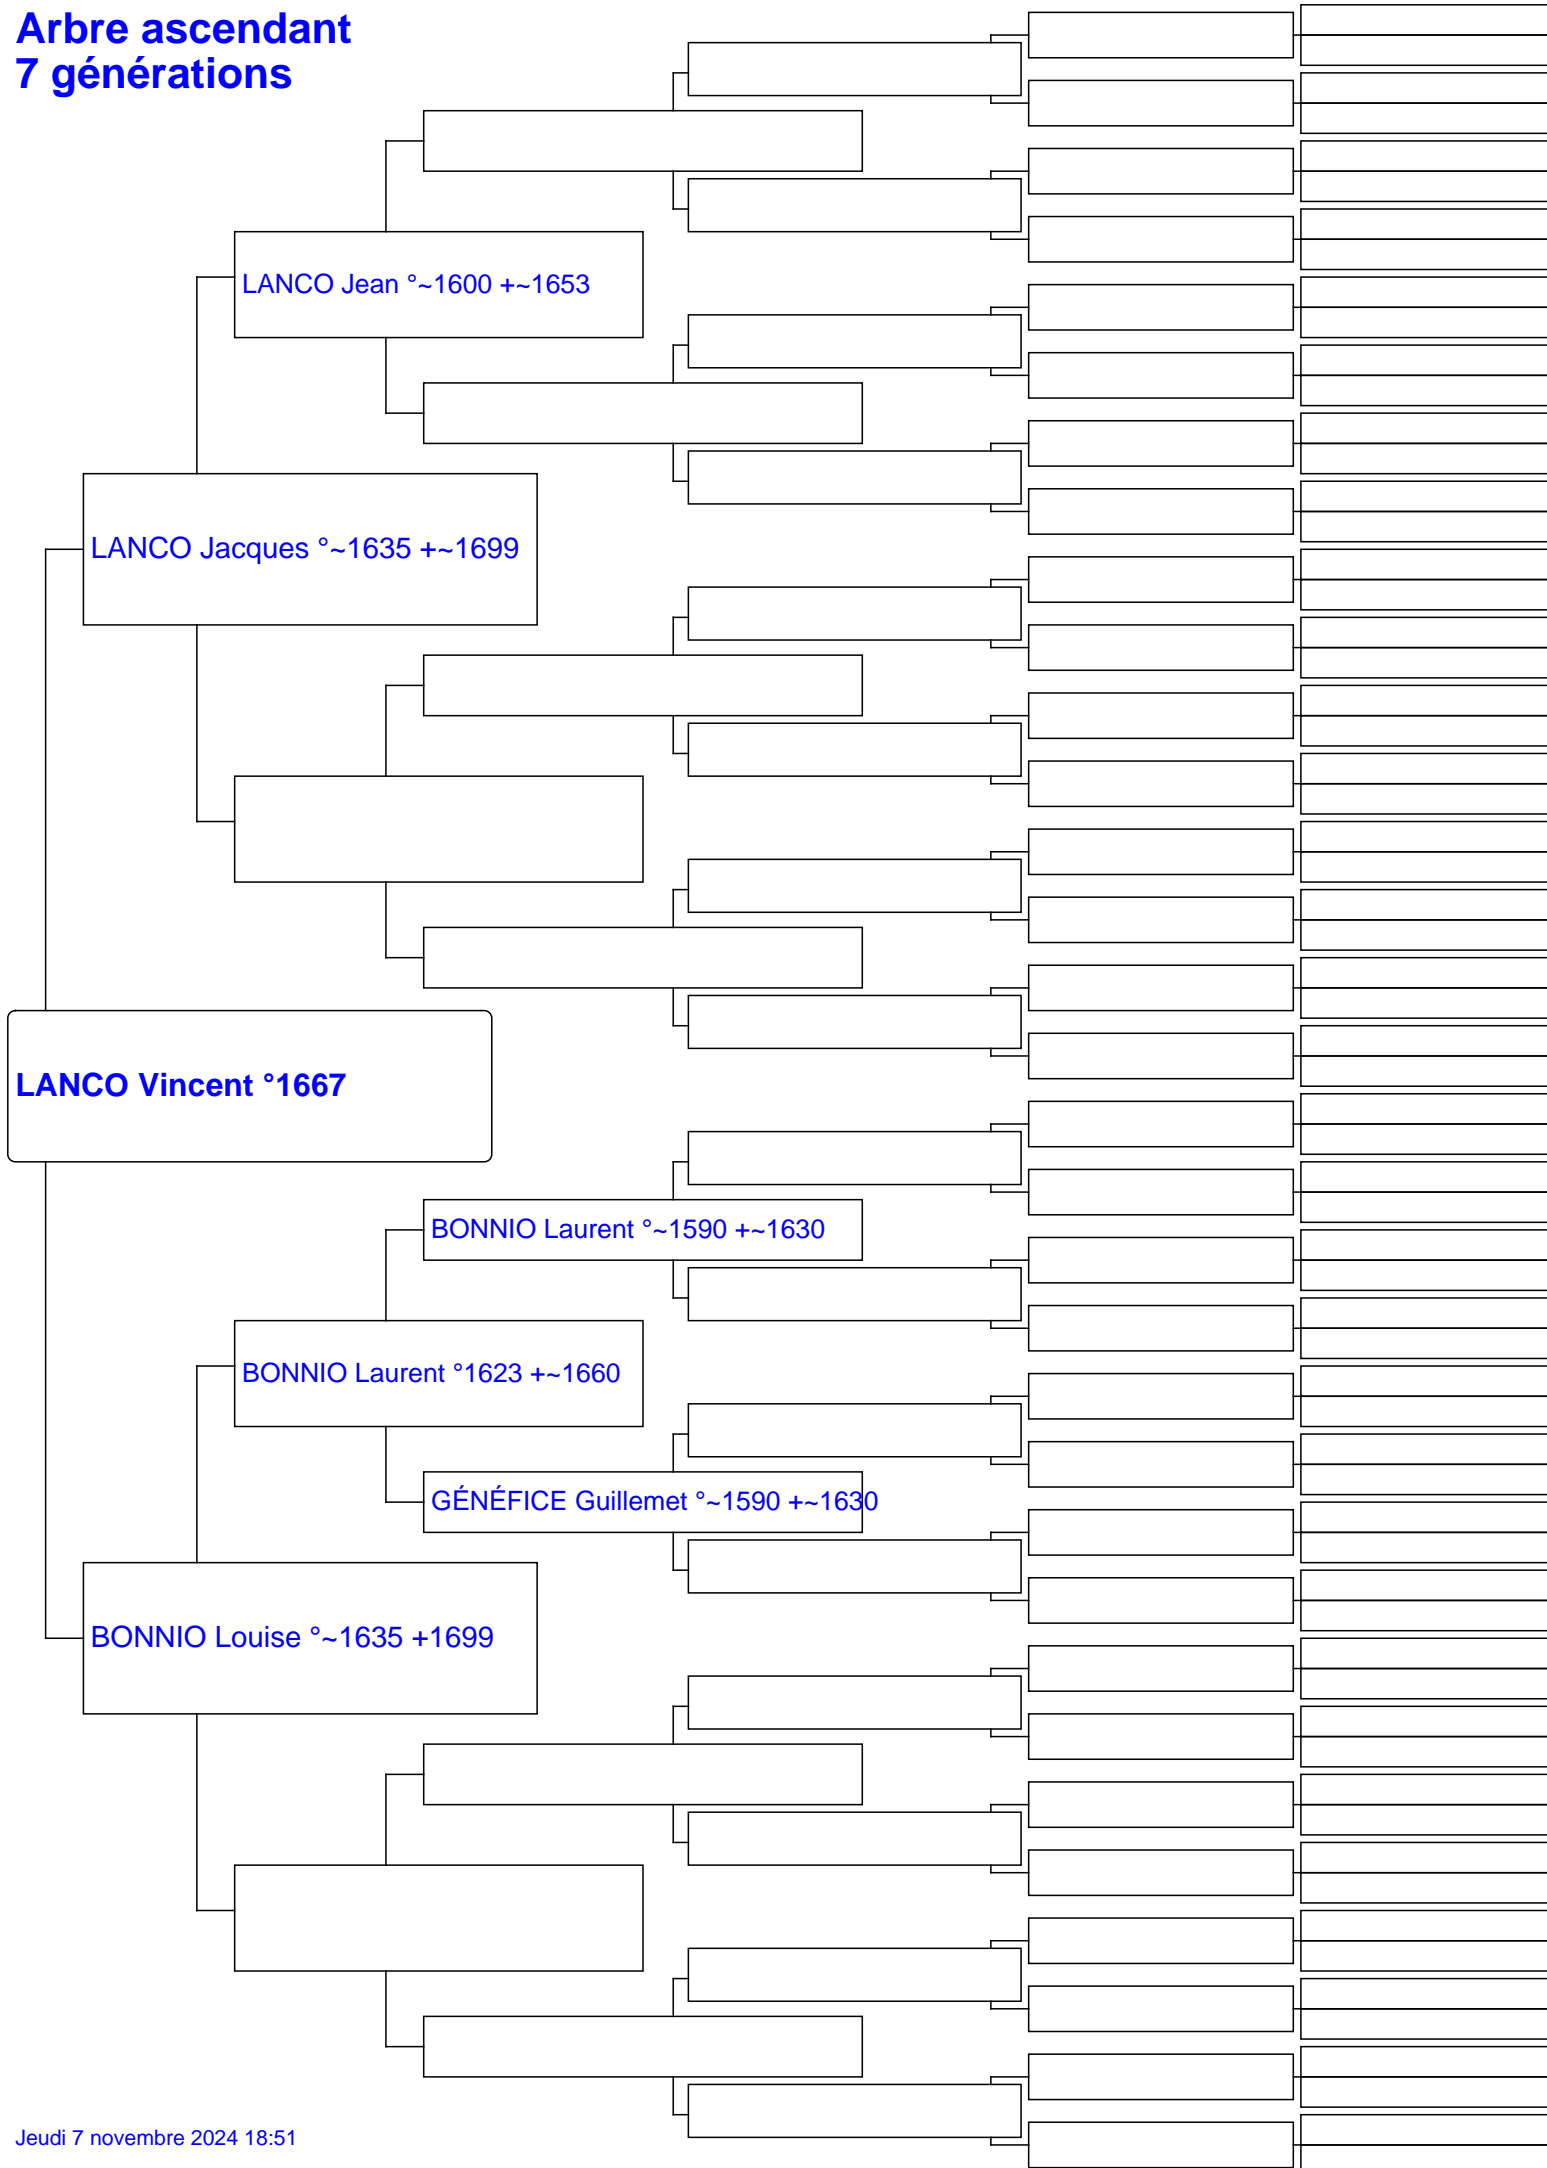 Arbre ascendant
7 générations
LANCO Jean °~1600 +~1653
LANCO Jacques °~1635 +~1699
LANCO Vincent °1667
BONNIO Laurent °~1590 +~1630
BONNIO Laurent °1623 +~1660
GÉNÉFICE Guillemet °~1590 +~1630
BONNIO Louise °~1635 +1699
Jeudi 7 novembre 2024 18:51